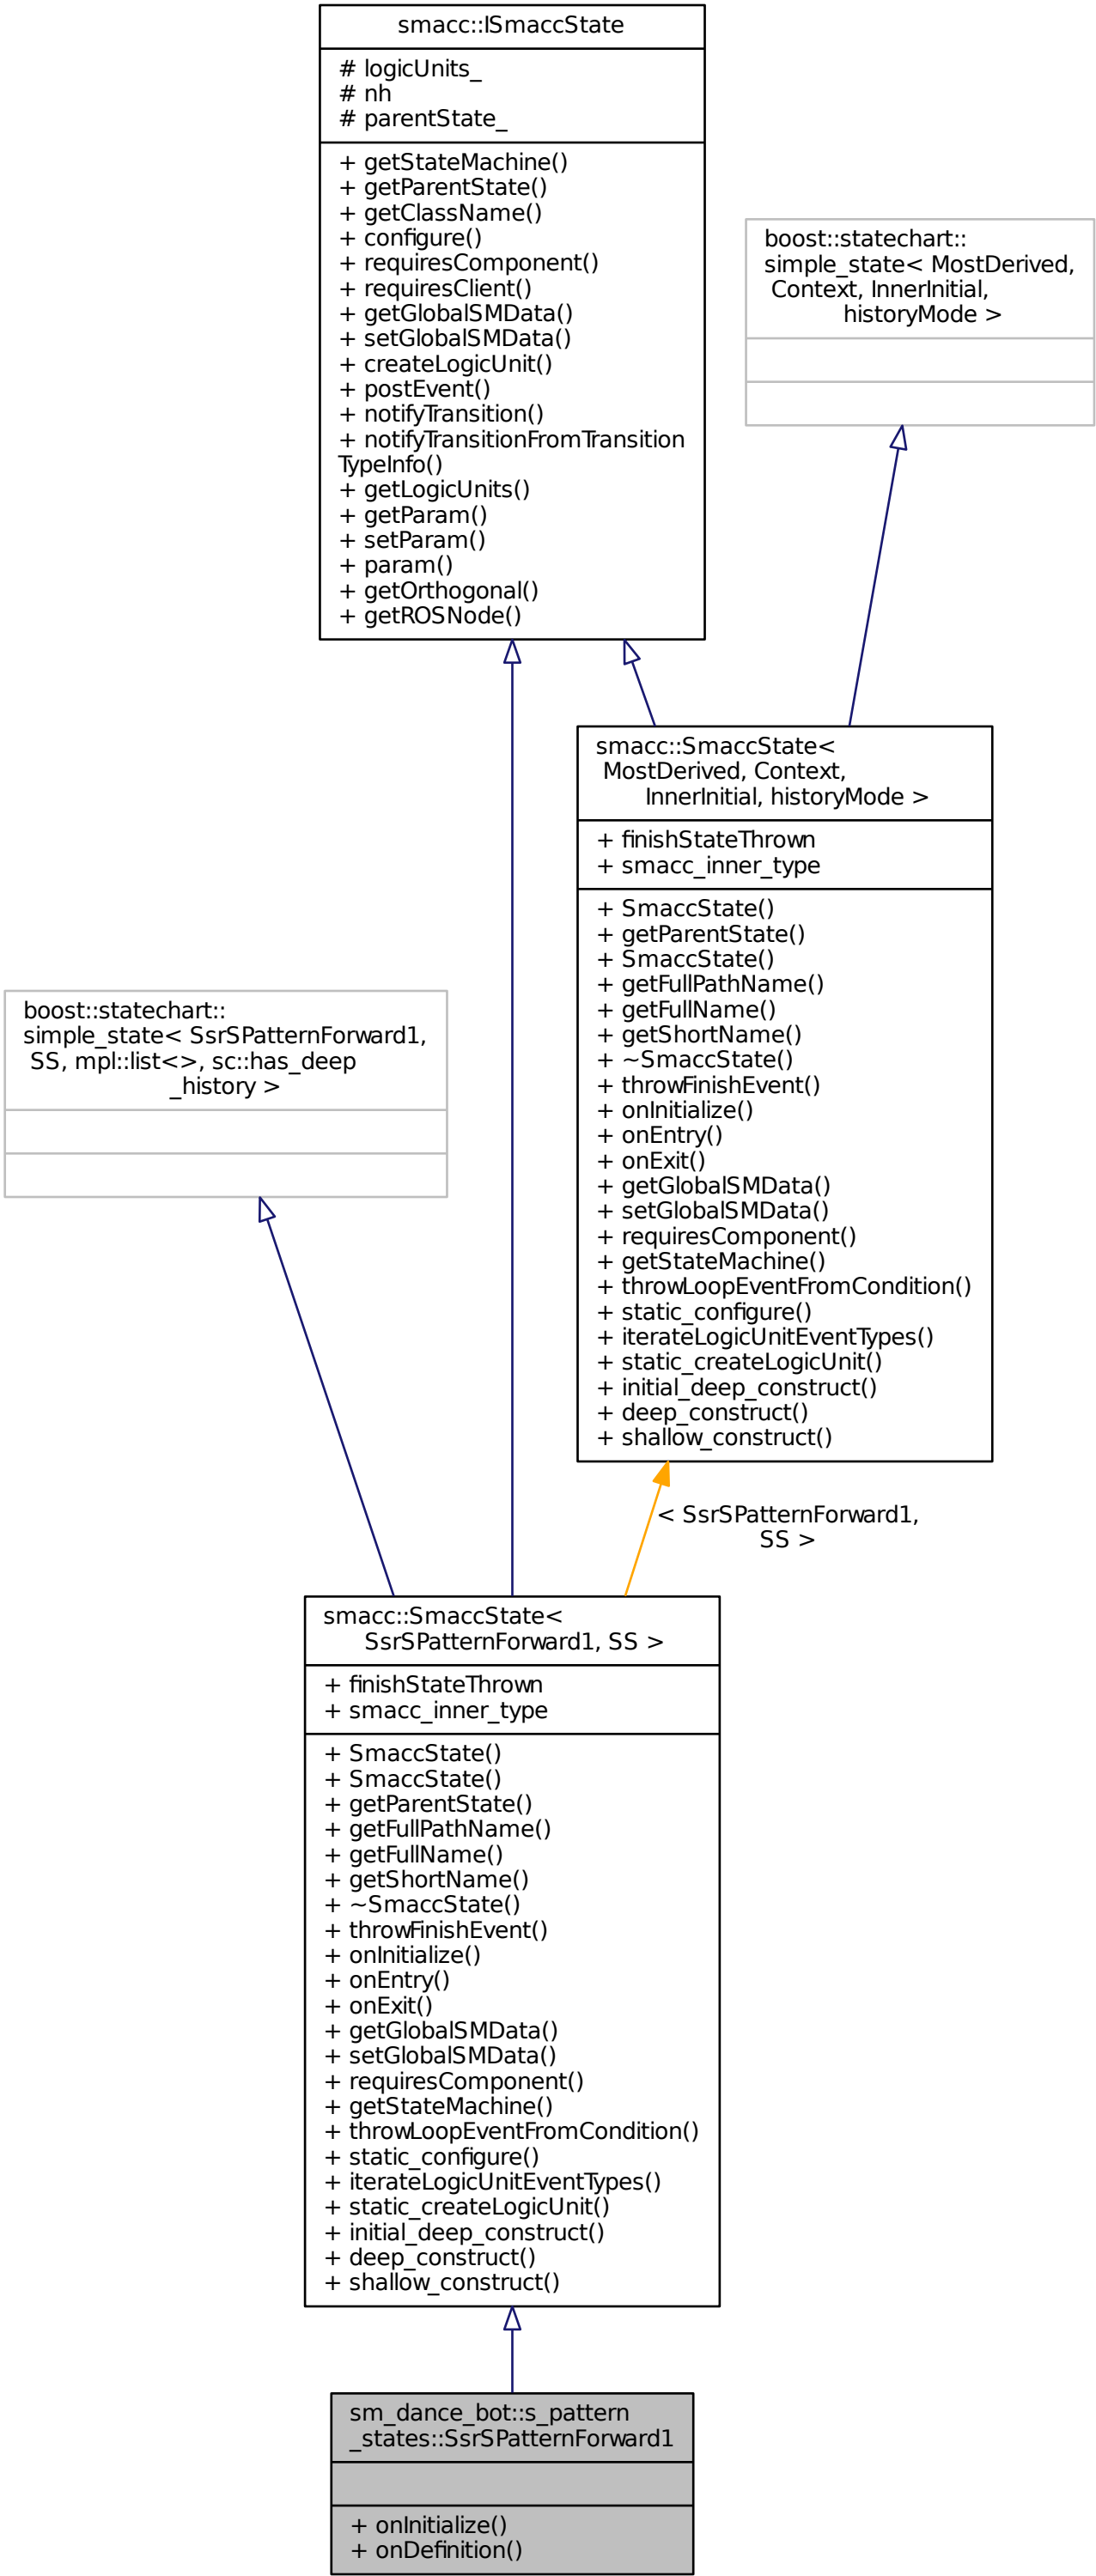 smacc::ISmaccState
# logicUnits_
# nh
# parentState_
+ getStateMachine()
+ getParentState()
+ getClassName()
+ configure()
+ requiresComponent()
+ requiresClient()
+ getGlobalSMData()
+ setGlobalSMData()
+ createLogicUnit()
+ postEvent()
+ notifyTransition()
+ notifyTransitionFromTransition
TypeInfo()
+ getLogicUnits()
+ getParam()
+ setParam()
+ param()
+ getOrthogonal()
+ getROSNode()
boost::statechart::
simple_state< MostDerived,
Context, InnerInitial,
historyMode >
smacc::SmaccState<
MostDerived, Context,
InnerInitial, historyMode >
+ finishStateThrown
+ smacc_inner_type
+ SmaccState()
+ getParentState()
+ SmaccState()
+ getFullPathName()
+ getFullName()
+ getShortName()
+ ~SmaccState()
+ throwFinishEvent()
+ onInitialize()
+ onEntry()
+ onExit()
+ getGlobalSMData()
+ setGlobalSMData()
+ requiresComponent()
+ getStateMachine()
+ throwLoopEventFromCondition()
+ static_configure()
+ iterateLogicUnitEventTypes()
+ static_createLogicUnit()
+ initial_deep_construct()
+ deep_construct()
+ shallow_construct()
boost::statechart::
simple_state< SsrSPatternForward1,
SS, mpl::list<>, sc::has_deep
_history >
< SsrSPatternForward1,
SS >
smacc::SmaccState<
SsrSPatternForward1, SS >
+ finishStateThrown
+ smacc_inner_type
+ SmaccState()
+ SmaccState()
+ getParentState()
+ getFullPathName()
+ getFullName()
+ getShortName()
+ ~SmaccState()
+ throwFinishEvent()
+ onInitialize()
+ onEntry()
+ onExit()
+ getGlobalSMData()
+ setGlobalSMData()
+ requiresComponent()
+ getStateMachine()
+ throwLoopEventFromCondition()
+ static_configure()
+ iterateLogicUnitEventTypes()
+ static_createLogicUnit()
+ initial_deep_construct()
+ deep_construct()
+ shallow_construct()
sm_dance_bot::s_pattern
_states::SsrSPatternForward1
+ onInitialize()
+ onDefinition()